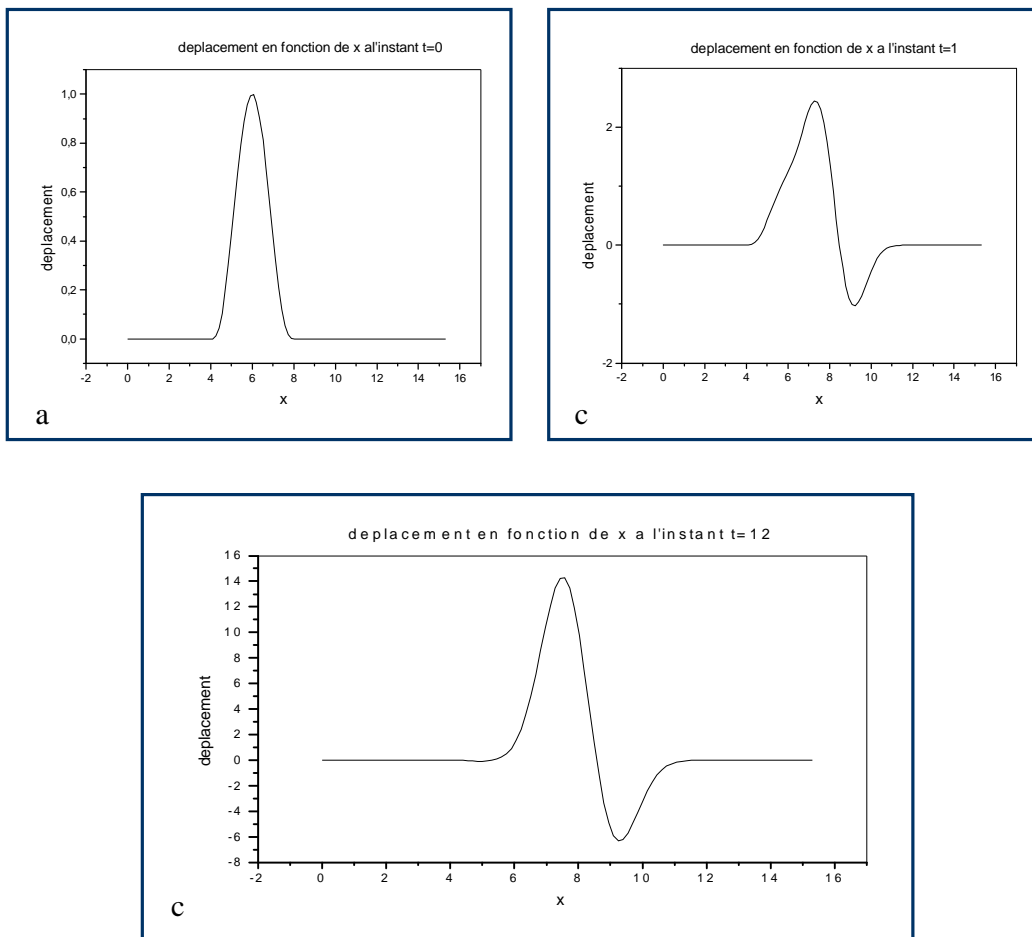 deplacement en fonction de x al'instant t=0
1,0
0,8
0,6
0,4
0,2
0,0
deplacement
-2 0 2 4 6 8 10 12 14 16
x
a
deplacement en fonction de x a l'instant t=1
2
0
-2
deplacement
-2 0 2 4 6 8 10 12 14 16
x
c
deplacement en fonction de x a l'instant t=12
16
14
12
10
8
6
4
2
0
-2
-4
-6
-8
deplacement
-2 0 2 4 6 8 10 12 14 16
x
c